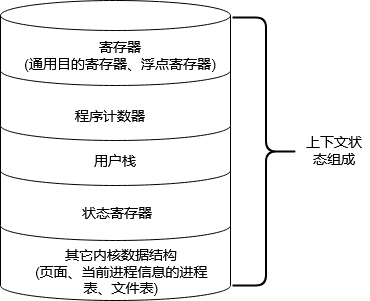 寄存器
(通用目的寄存器、浮点寄存器)
程序计数器
用户栈
状态寄存器
其它内核数据结构
(页面、当前进程信息的进程
表、文件表)
上下文状
态组成